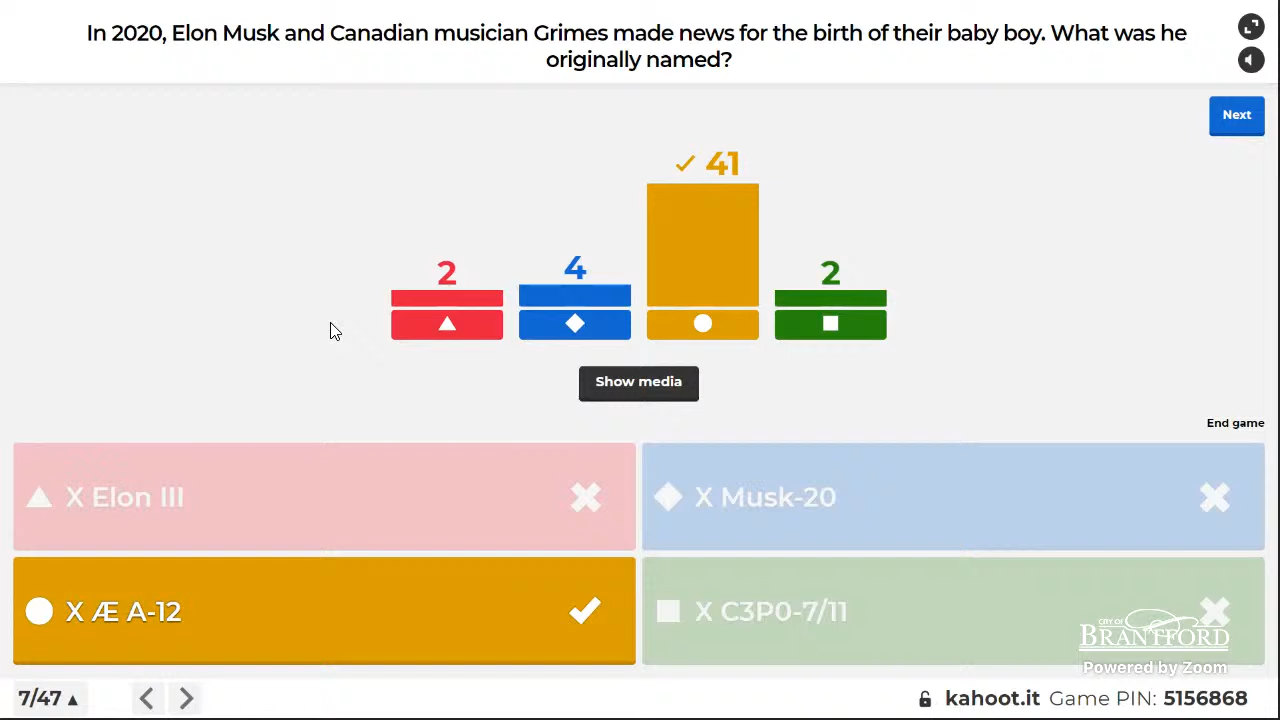 In 2020, Elon Musk and Canadian musician Grimes made news for the birth of their baby boy. What was he
originally named?
Next
41
2
4
2
Show media
End game
X Elon III
X Musk-20
X Æ A-12
X C3P0-7/11
CITY OF
BRANTFORD
Powered by Zoom
7/47 ▲
kahoot.it Game PIN: 5156868